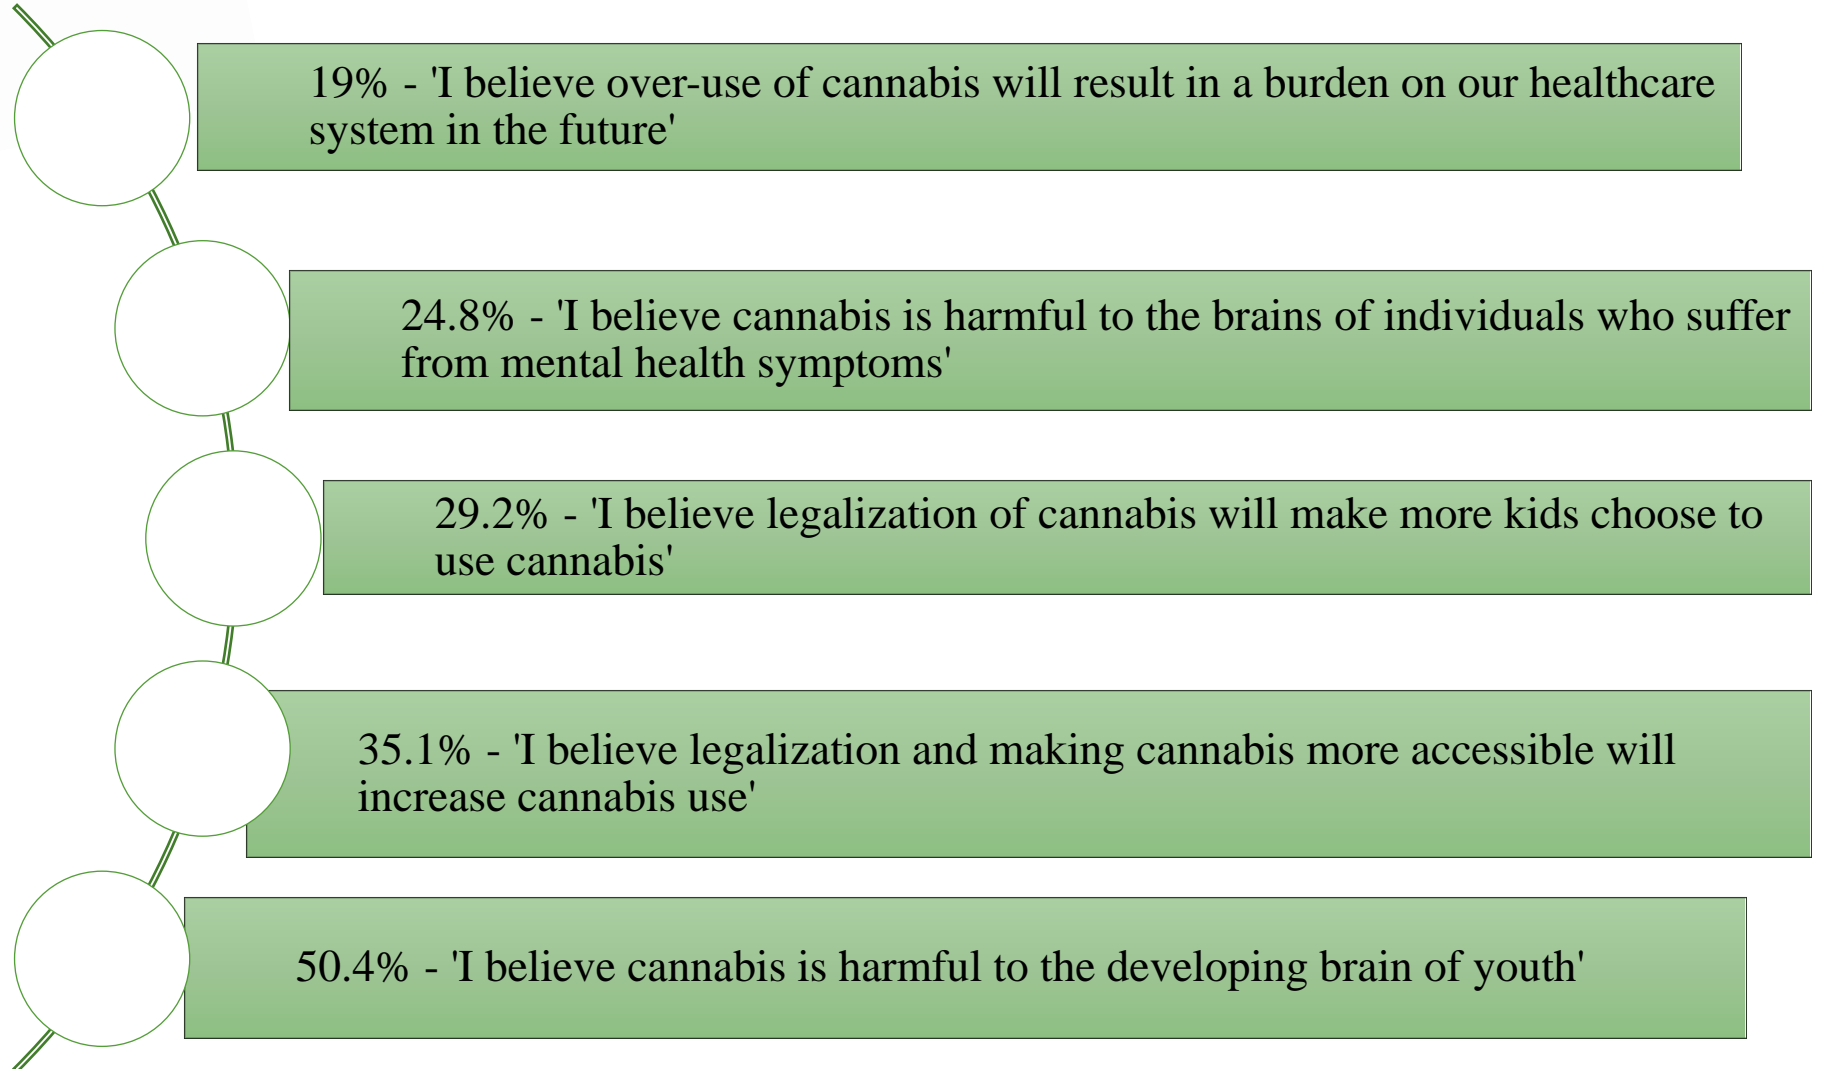 19% - 'I believe over-use of cannabis will result in a burden on our healthcare
system in the future'
24.8% - 'I believe cannabis is harmful to the brains of individuals who suffer
from mental health symptoms'
29.2% - 'I believe legalization of cannabis will make more kids choose to
use cannabis'
35.1% - 'I believe legalization and making cannabis more accessible will
increase cannabis use'
50.4% - 'I believe cannabis is harmful to the developing brain of youth'